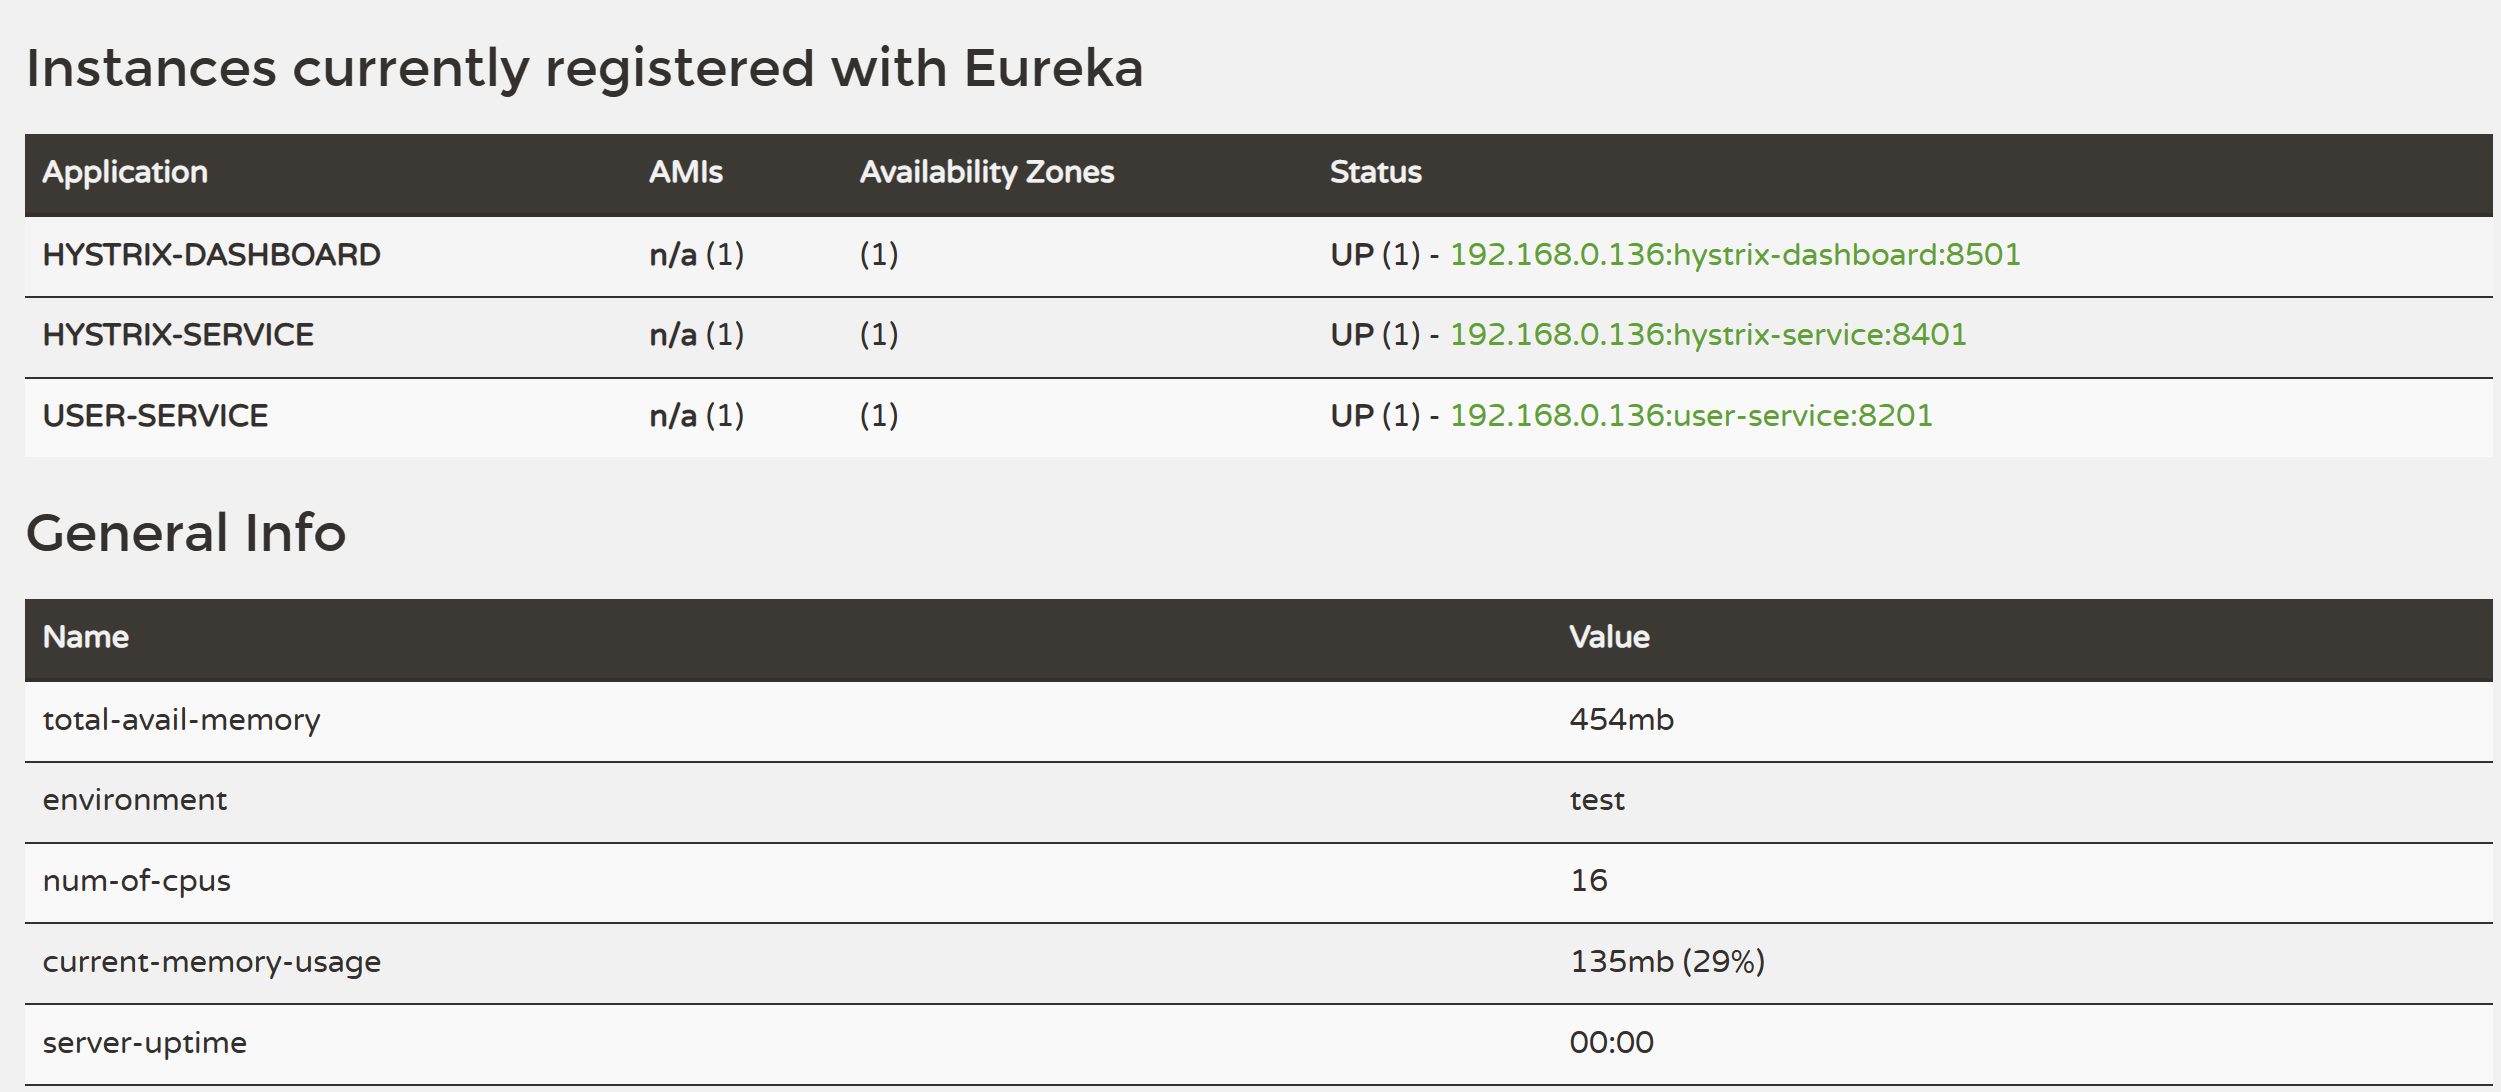 Instances currently registered with Eureka
Application AMIs Availability Zones Status
HYSTRIX-DASHBOARD n/a (1) (1) UP (1) - 192.168.0.136:hystrix-dashboard:8501
HYSTRIX-SERVICE n/a (1) (1) UP (1) - 192.168.0.136:hystrix-service:8401
USER-SERVICE n/a (1) (1) UP (1) - 192.168.0.136:user-service:8201
General Info
Name Value
total-avail-memory 454mb
environment test
num-of-cpus 16
current-memory-usage 135mb (29%)
server-uptime 00:00